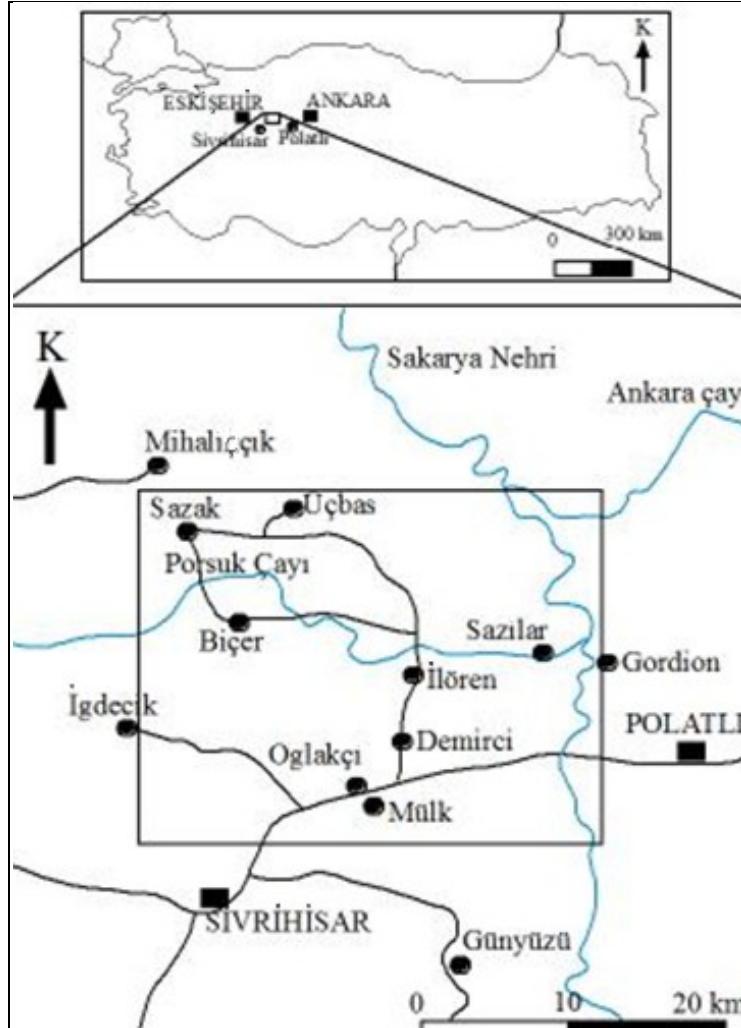 K
ESKİŞEHİR
ANKARA
Sivrihisar
Polatlı
0
300 km
K
Sakarya Nehri
Ankara çay
Mihalıççık
Üçbas
Sazak
Porsuk Çayı
Biçer
Sazılar
Gordion
İlören
İgdecik
POLATLI
Oglakçı
Demirci
Mülk
SİVRİHİSAR
Günyüzü
0
10
20 km